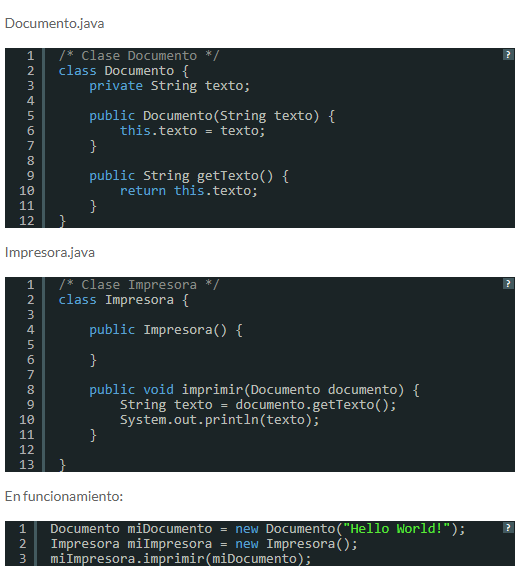 Documento.java
?
1 /* Clase Documento */
2 class Documento {
3     private String texto;
4
5     public Documento(String texto) {
6         this.texto = texto;
7     }
8
9     public String getTexto() {
10         return this.texto;
11     }
12 }
Impresora.java
?
1 /* Clase Impresora */
2 class Impresora {
3
4     public Impresora() {
5
6     }
7
8     public void imprimir(Documento documento) {
9         String texto = documento.getTexto();
10         System.out.println(texto);
11     }
12
13 }
En funcionamiento:
?
1 Documento miDocumento = new Documento("Hello World!");
2 Impresora miImpresora = new Impresora();
3 miImpresora.imprimir(miDocumento);